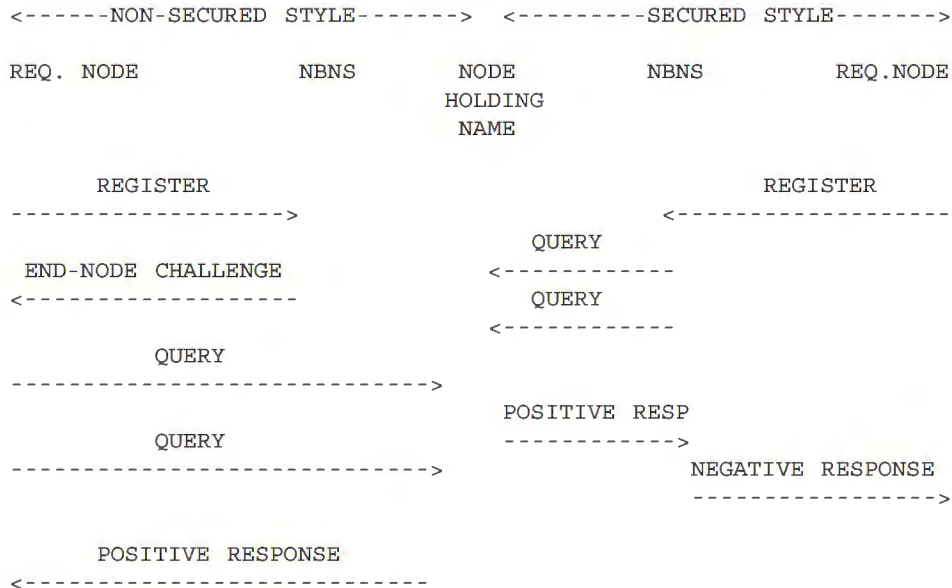 <------NON-SECURED STYLE-------> <---------SECURED STYLE------->
REQ. NODE NBNS NODE NBNS REQ.NODE
HOLDING
NAME
REGISTER REGISTER
-------------------> <-------------------
QUERY
END-NODE CHALLENGE <------------
<------------------- QUERY
<------------
QUERY
----------------------------->
POSITIVE RESP
QUERY ------------>
-----------------------------> NEGATIVE RESPONSE
----------------->
POSITIVE RESPONSE
<----------------------------